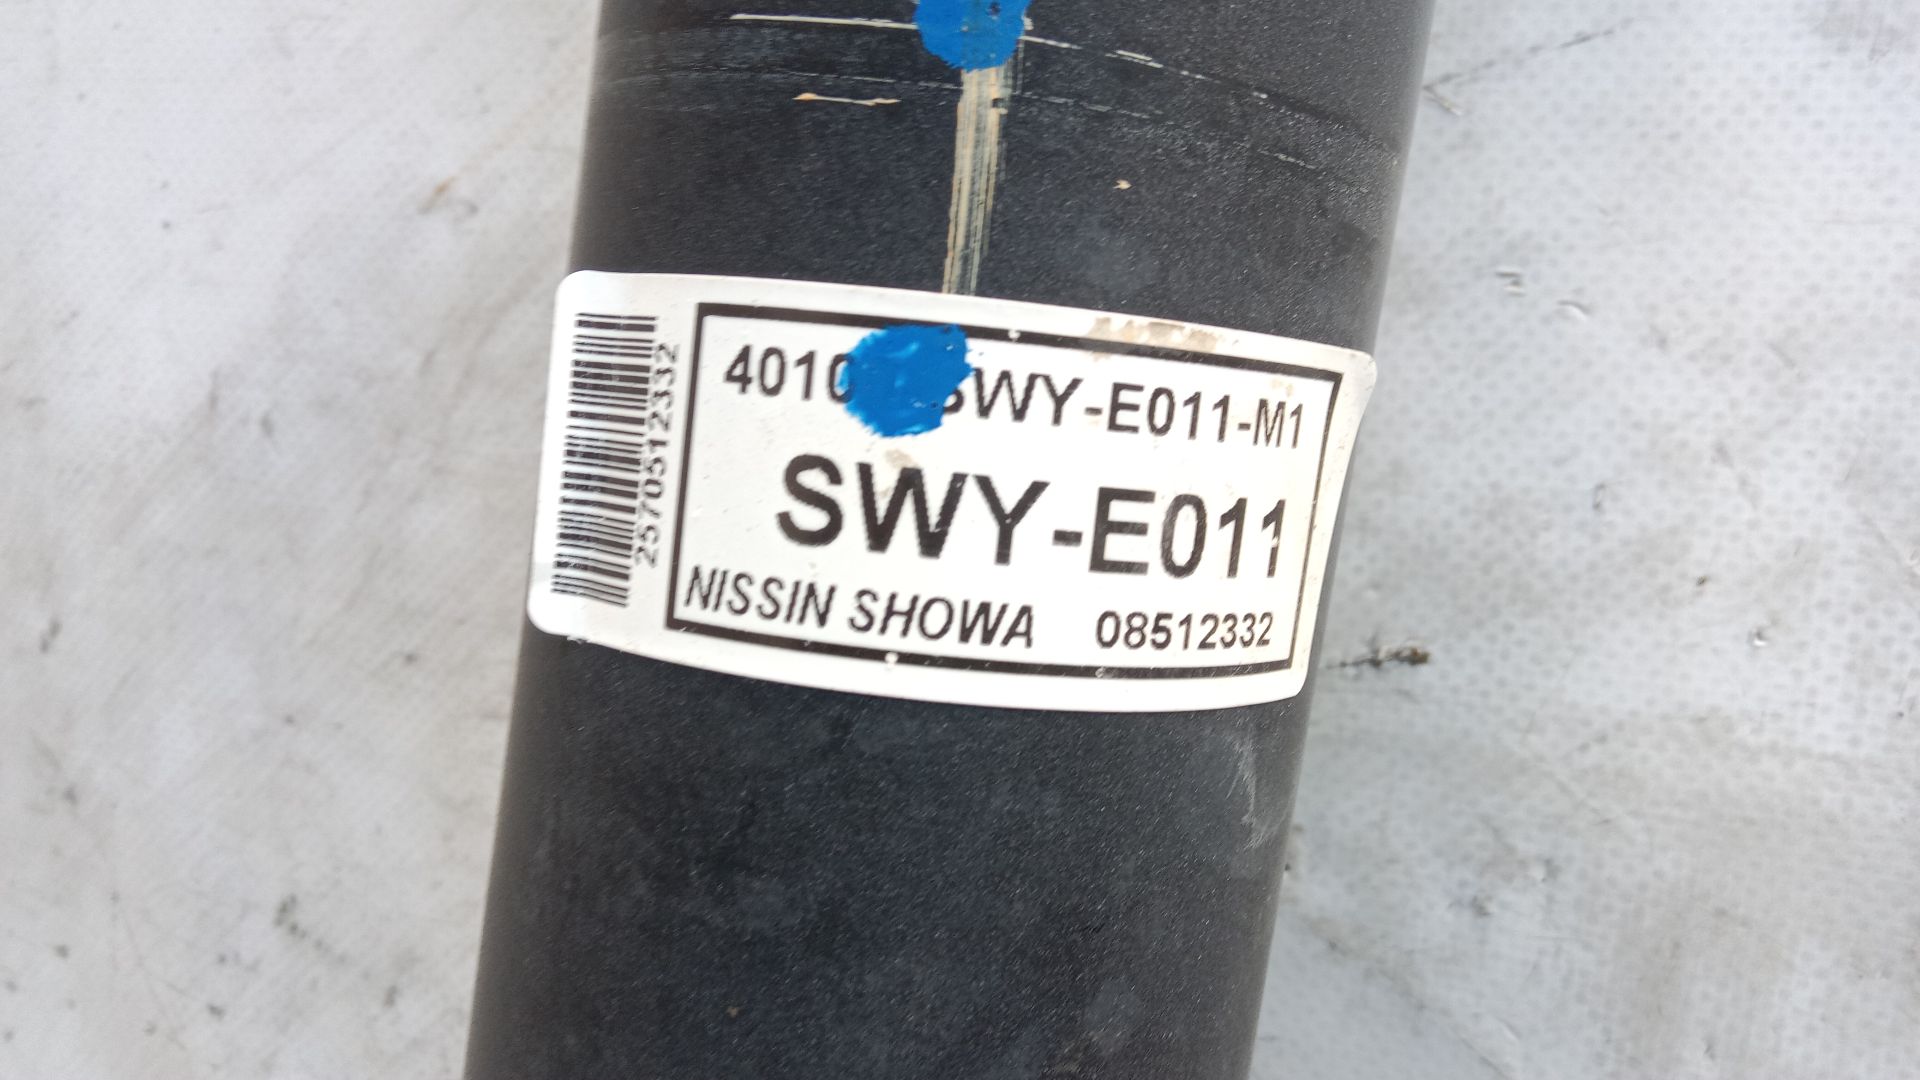 4010 SWY-E011-M1
SWY-E011
NISSIN SHOWA 08512332
2570512332